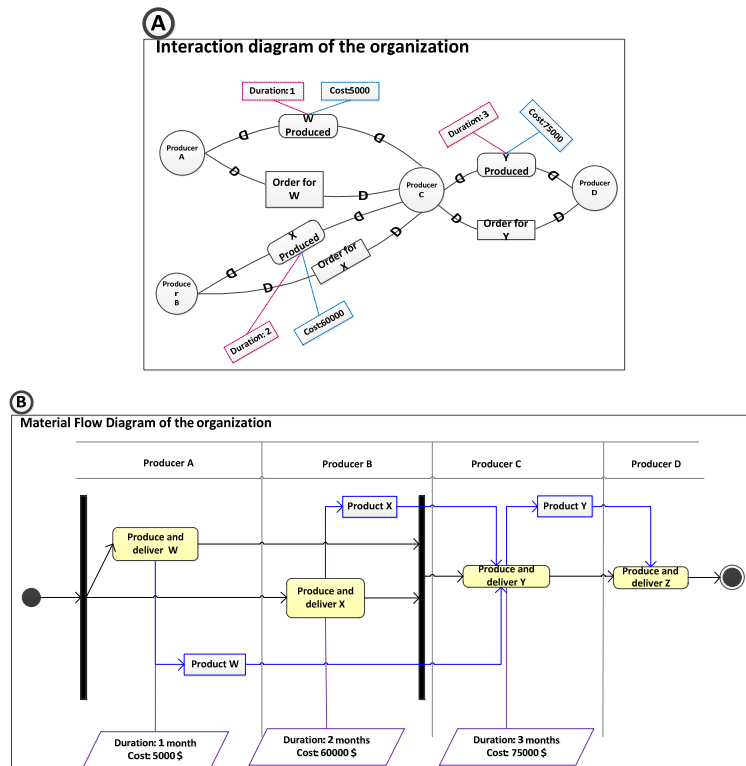 A
Interaction diagram of the organization
Duration: 1
Cost:5000
W
Produced
D
D
Producer
A
D
Order for
W
D
Producer
C
Duration: 3
Cost:75000
Y
Produced
D
D
Producer
D
D
Order for
Y
D
X
Produced
D
D
Order for
X
D
D
Produce
r
B
Duration: 2
Cost:60000
B
Material Flow Diagram of the organization
Producer A
Producer B
Producer C
Producer D
Product X
Product Y
Produce and
deliver W
Produce and
deliver X
Produce and
deliver Y
Produce and
deliver Z
Product W
Duration: 1 month
Cost: 5000 $
Duration: 2 months
Cost: 60000 $
Duration: 3 months
Cost: 75000 $